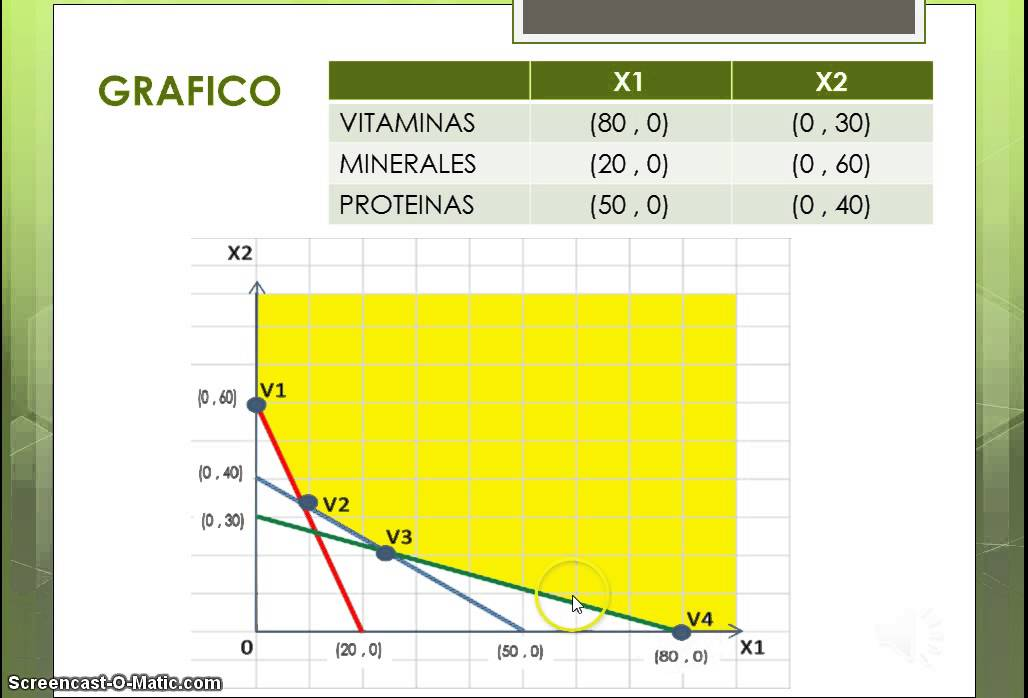 GRAFICO
X1 X2
VITAMINAS (80 , 0) (0 , 30)
MINERALES (20 , 0) (0 , 60)
PROTEINAS (50 , 0) (0 , 40)
X2
(0 , 60) V1
(0 , 40)
V2
(0 , 30)
V3
V4
0 (20 , 0) (50 , 0) (80 , 0) X1
Screencast-O-Matic.com